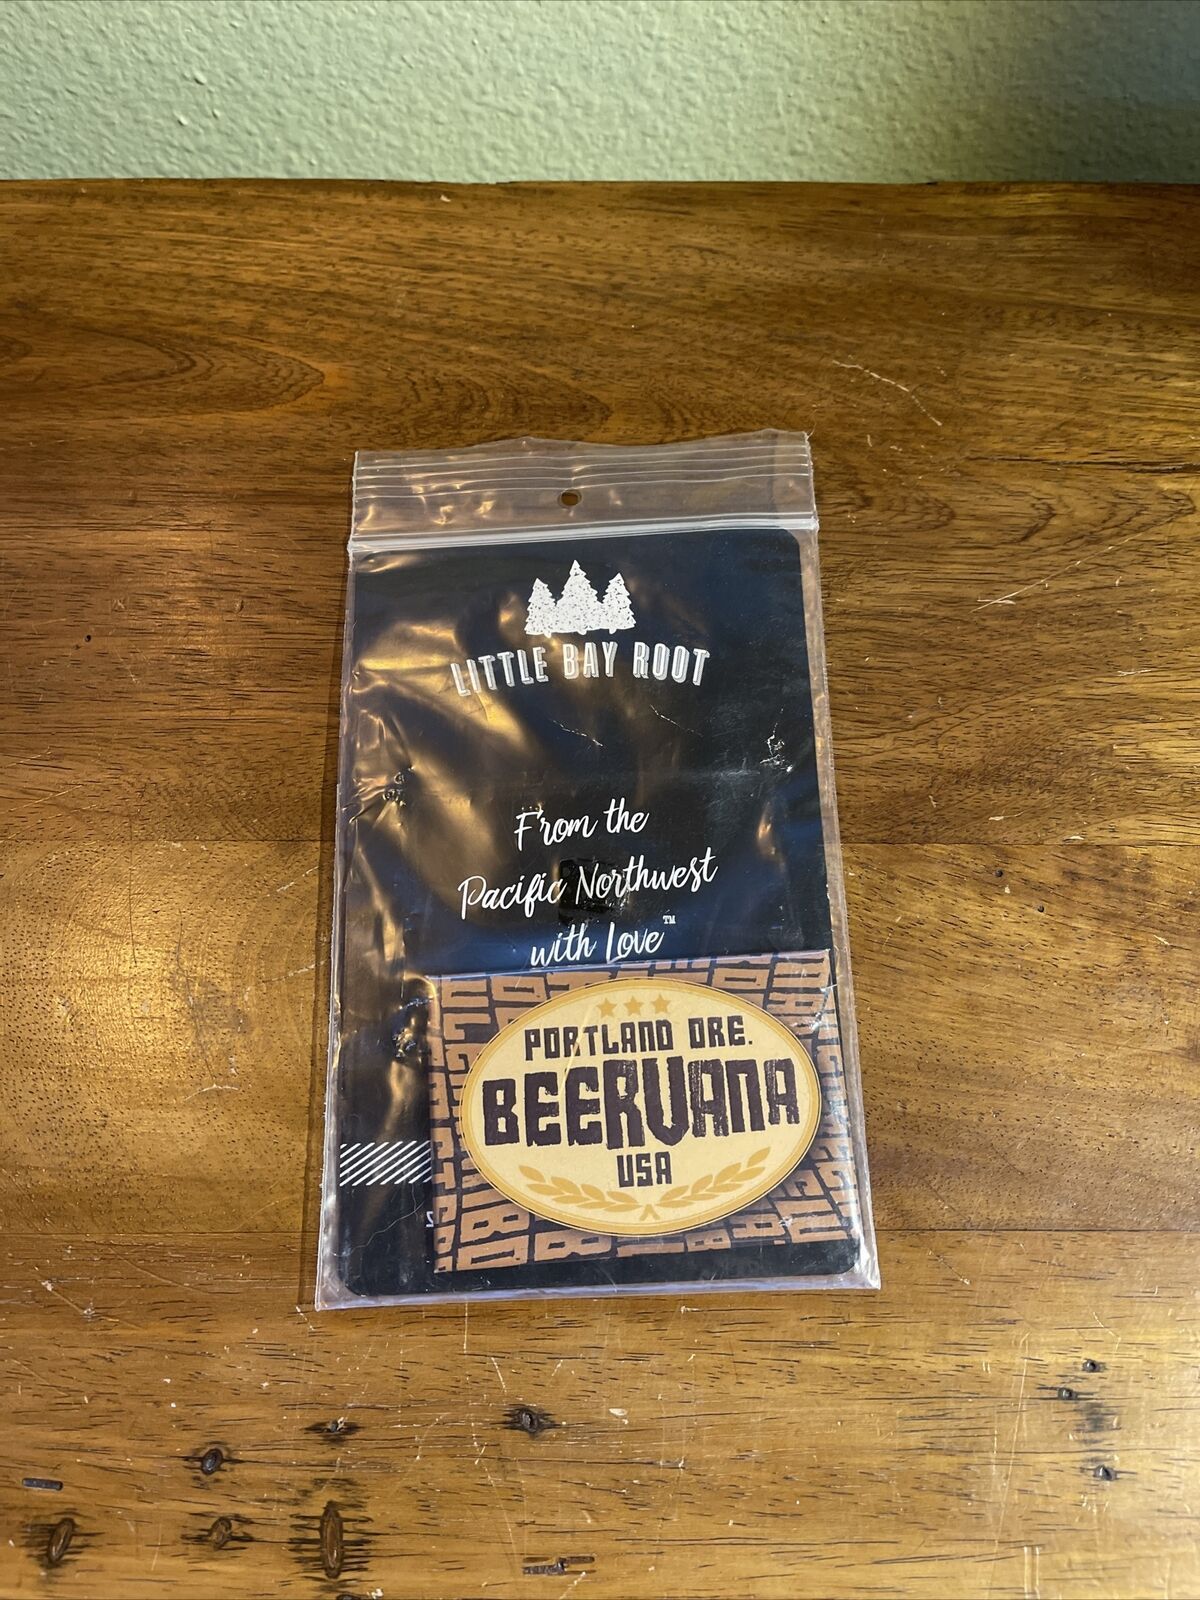 LITTLE BAY ROOT
From the
Pacific Northwest
with Love™
PORTLAND ORE.
BEERVANA
USA